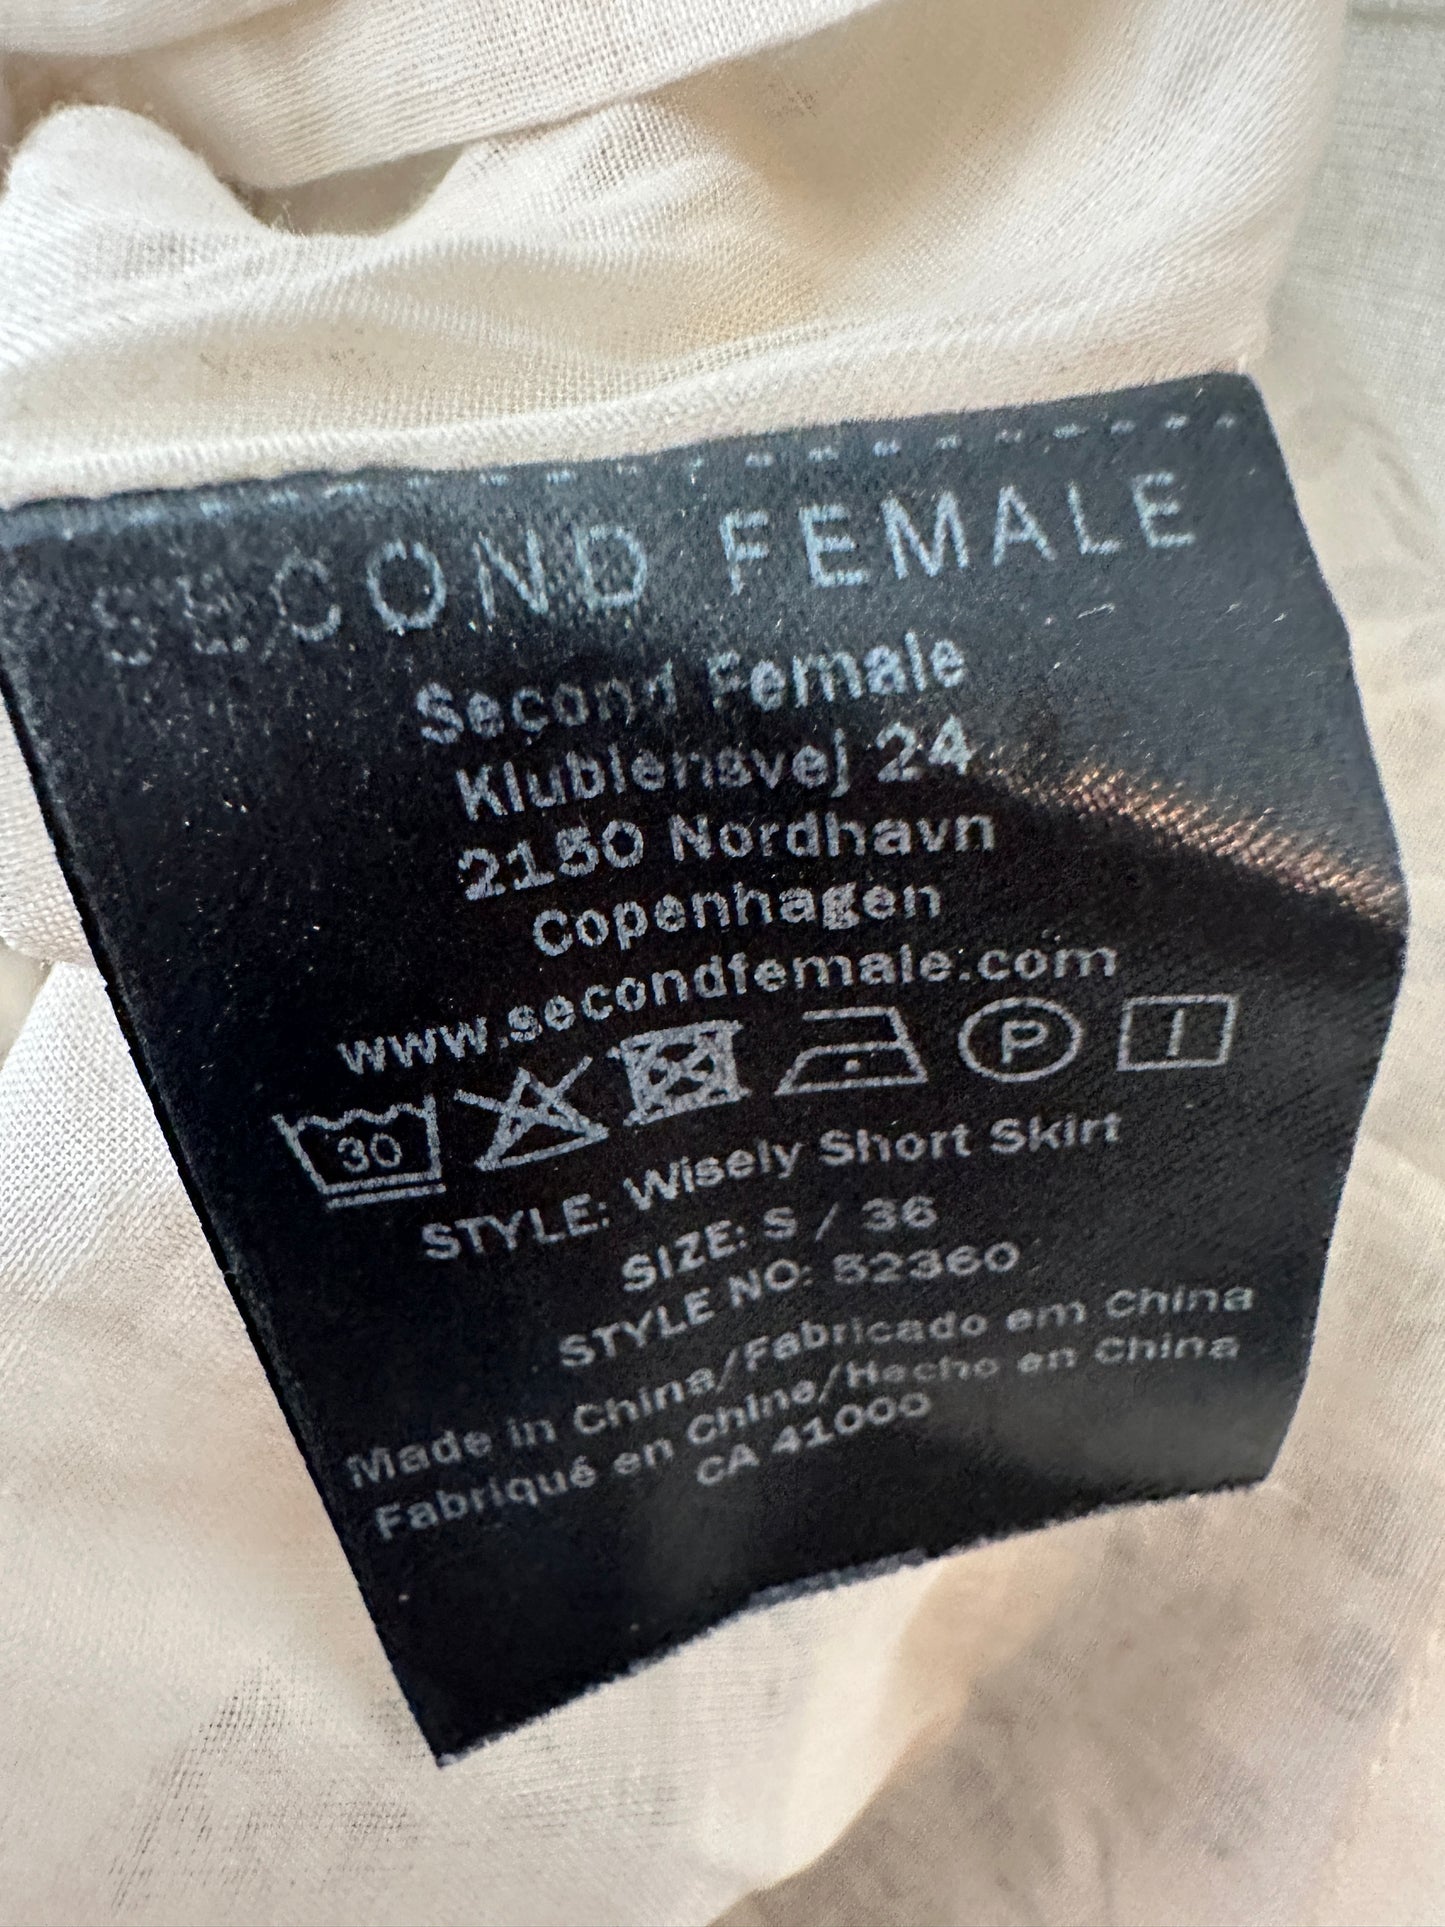 SECOND FEMALE
Second Female
Klubiensvej 24
2150 Nordhavn
Copenhagen
www.secondfemale.com
30 P
STYLE: Wisely Short Skirt
SIZE: S / 36
STYLE NO: 52360
Made in China/Fabricado em China
Fabriqué en Chine/Hecho en China
CA 41000